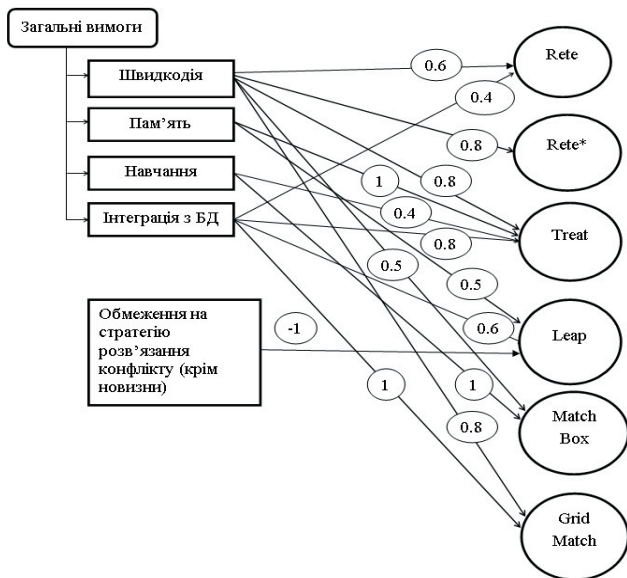 Загальні вимоги
Швидкодія
Пам’ять
Навчання
Інтеграція з БД
Обмеження на
стратегію
розв’язання
конфлікту (крім
новизни)
0.6
0.4
0.8
1
0.8
0.4
0.8
0.5
0.5
0.6
-1
1
1
0.8
Rete
Rete*
Treat
Leap
Match
Box
Grid
Match